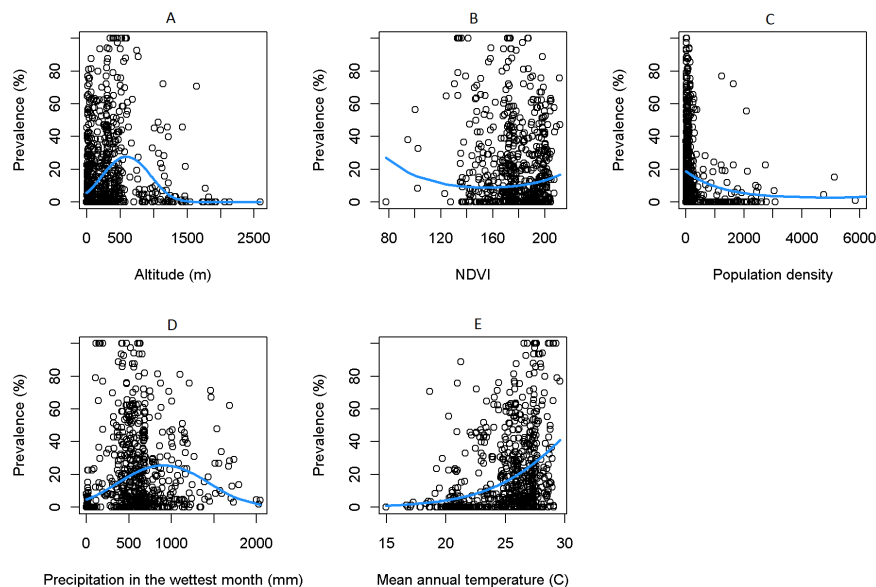 A
Prevalence (%)
0 20 40 60 80
0 500 1500 2500
Altitude (m)
B
Prevalence (%)
0 20 40 60 80
80 120 160 200
NDVI
C
Prevalence (%)
0 20 40 60 80
0 2000 4000 6000
Population density
D
Prevalence (%)
0 20 40 60 80
0 500 1000 2000
Precipitation in the wettest month (mm)
E
Prevalence (%)
0 20 40 60 80
15 20 25 30
Mean annual temperature (C)